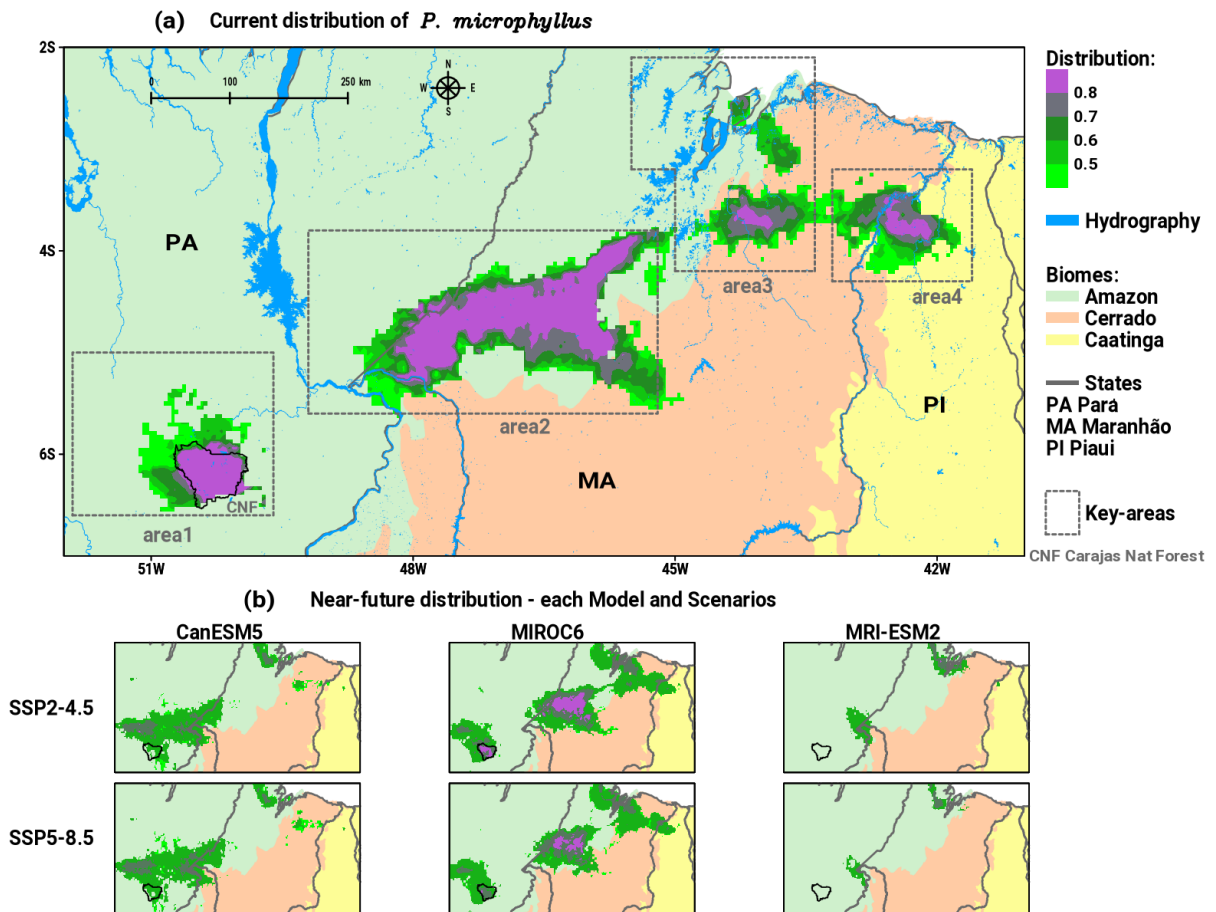 (a) Current distribution of P. microphyllus
2S
4S
6S
51W
48W
45W
42W
0 100 250 km
N
W E
S
PA
MA
PI
area1
area2
area3
area4
CNF
Distribution:
0.8
0.7
0.6
0.5
Hydrography
Biomes:
Amazon
Cerrado
Caatinga
States
PA Pará
MA Maranhão
PI Piaui
Key-areas
CNF Carajas Nat Forest
(b) Near-future distribution - each Model and Scenarios
CanESM5 MIROC6 MRI-ESM2
SSP2-4.5
SSP5-8.5